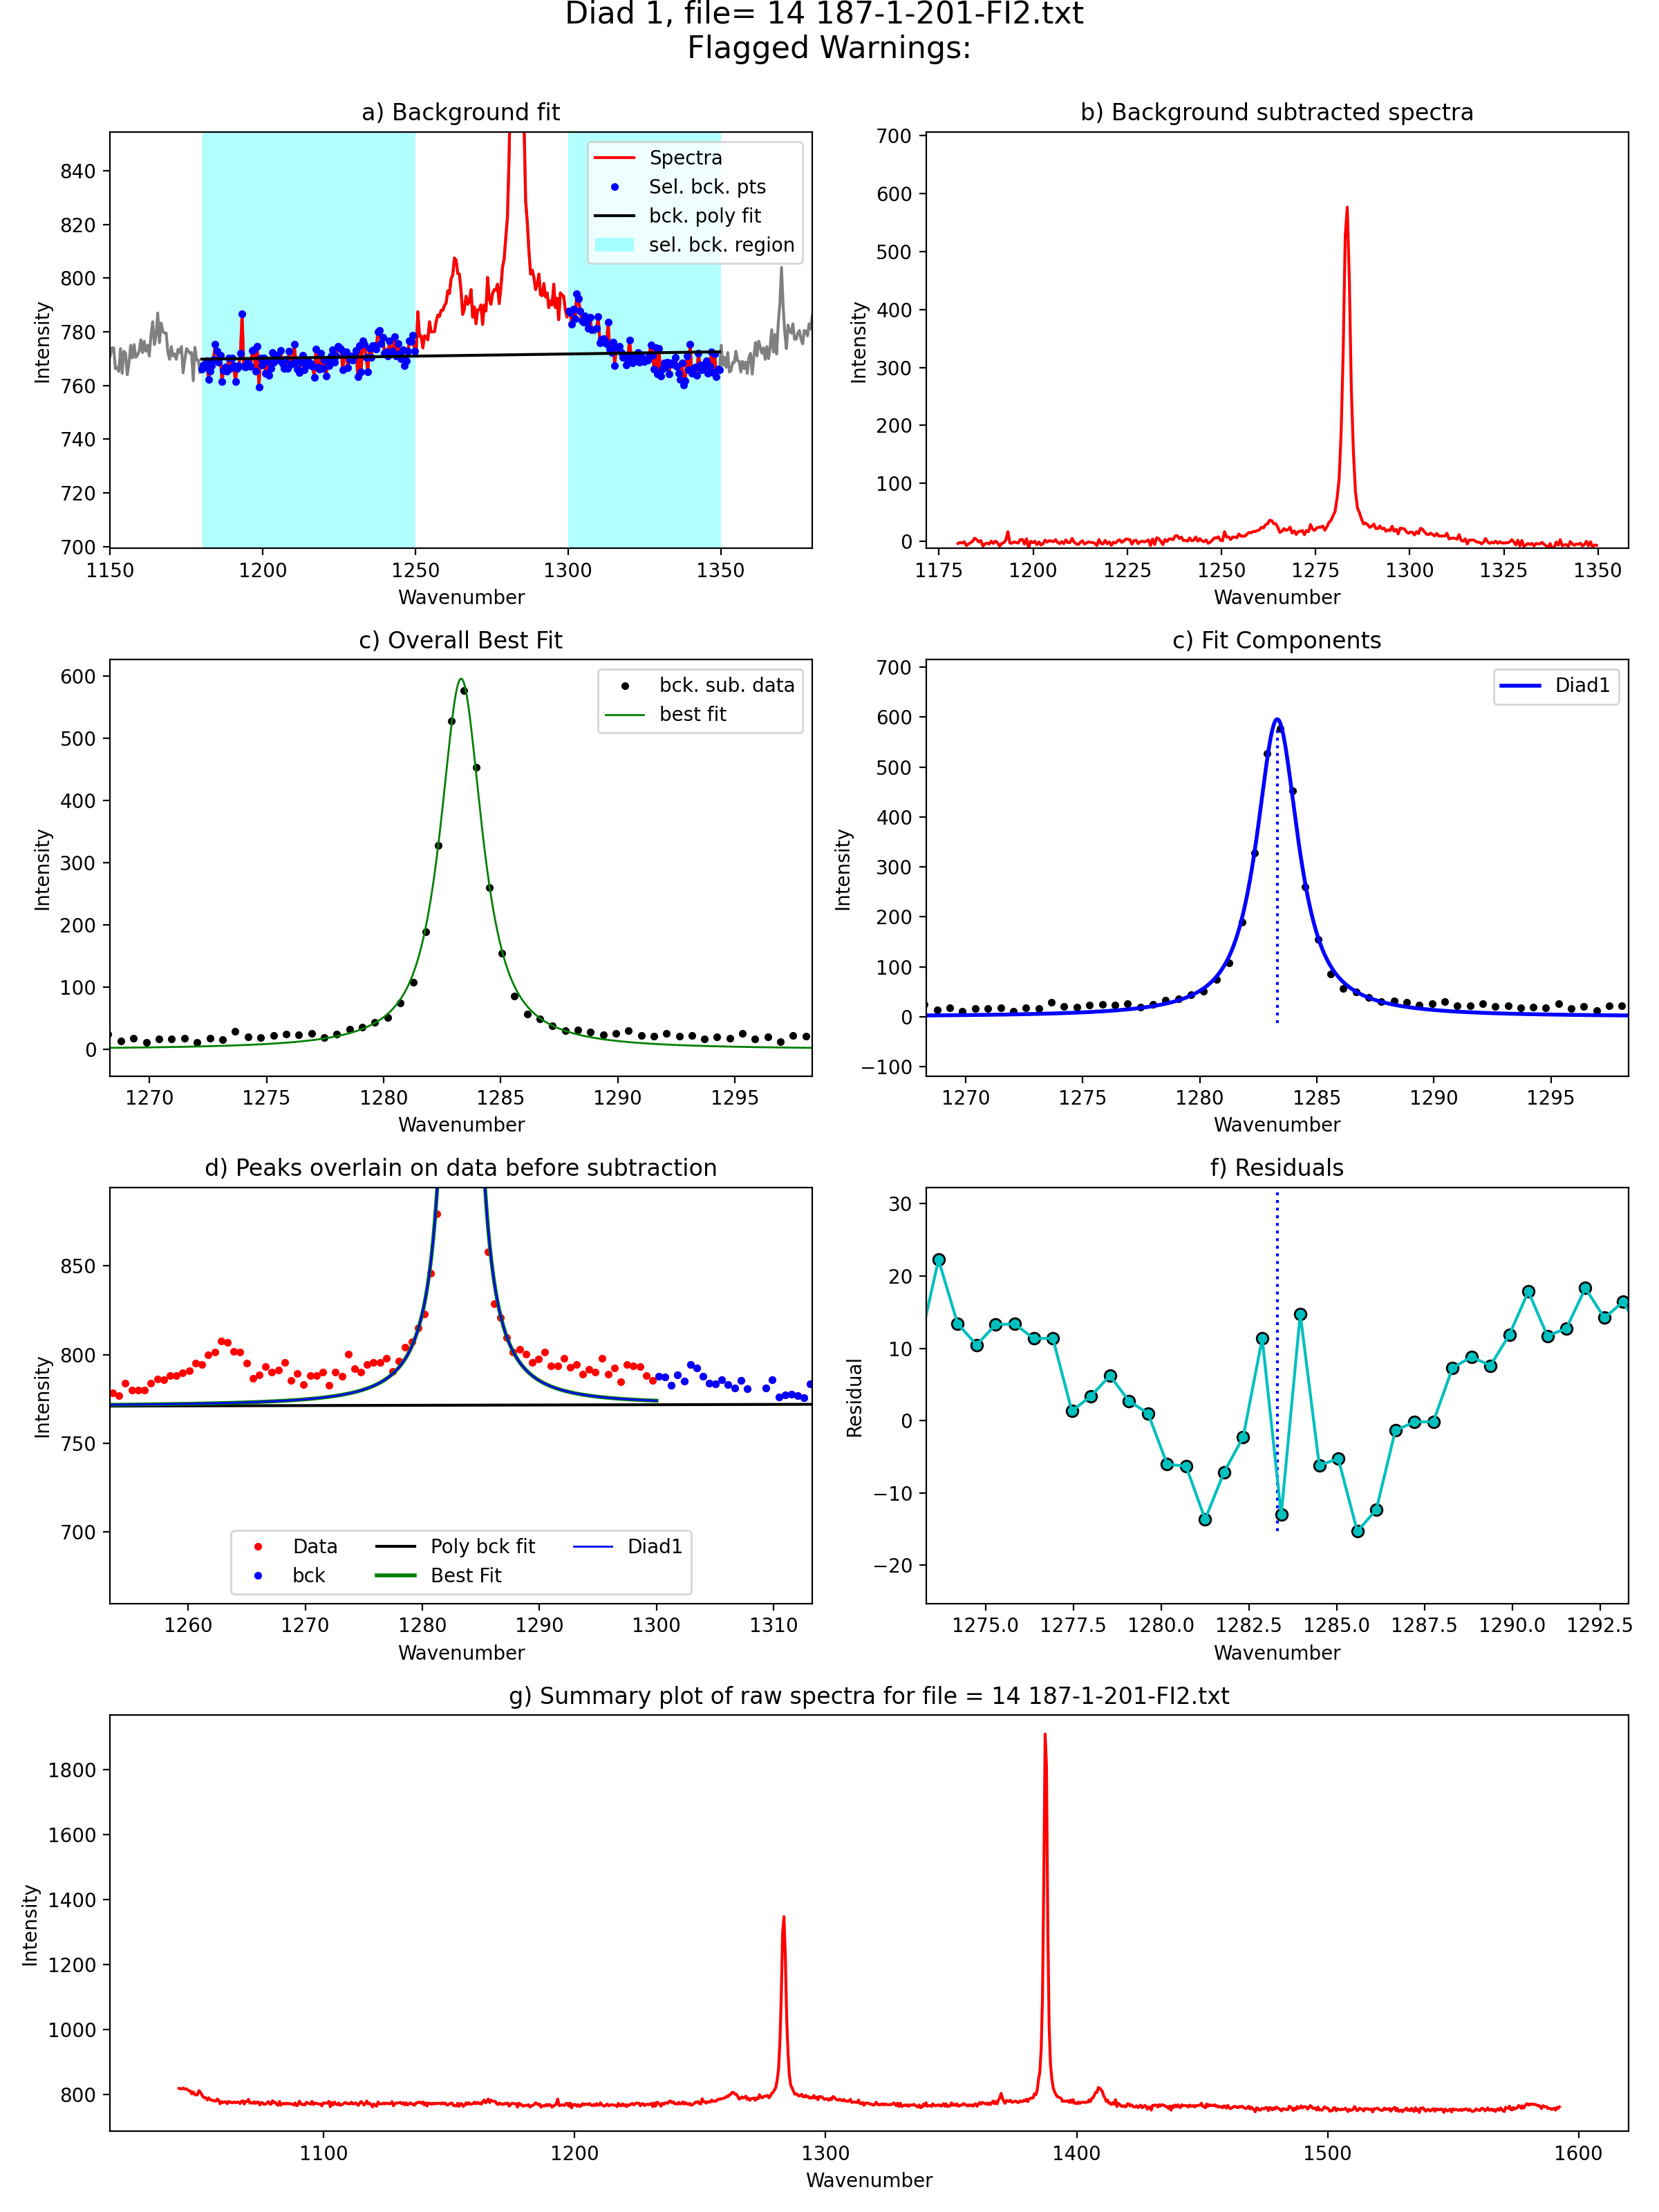 Diad 1, file= 14 187-1-201-FI2.txt
Flagged Warnings:
a) Background fit
Intensity
840
820
800
780
760
740
720
700
1150 1200 1250 1300 1350
Wavenumber
Spectra
Sel. bck. pts
bck. poly fit
sel. bck. region
b) Background subtracted spectra
Intensity
700
600
500
400
300
200
100
0
1175 1200 1225 1250 1275 1300 1325 1350
Wavenumber
c) Overall Best Fit
Intensity
600
500
400
300
200
100
0
1270 1275 1280 1285 1290 1295
Wavenumber
bck. sub. data
best fit
c) Fit Components
Intensity
700
600
500
400
300
200
100
0
−100
1270 1275 1280 1285 1290 1295
Wavenumber
Diad1
d) Peaks overlain on data before subtraction
Intensity
850
800
750
700
1260 1270 1280 1290 1300 1310
Wavenumber
Data
bck
Poly bck fit
Best Fit
Diad1
f) Residuals
Residual
30
20
10
0
−10
−20
1275.0 1277.5 1280.0 1282.5 1285.0 1287.5 1290.0 1292.5
Wavenumber
g) Summary plot of raw spectra for file = 14 187-1-201-FI2.txt
Intensity
1800
1600
1400
1200
1000
800
1100 1200 1300 1400 1500 1600
Wavenumber